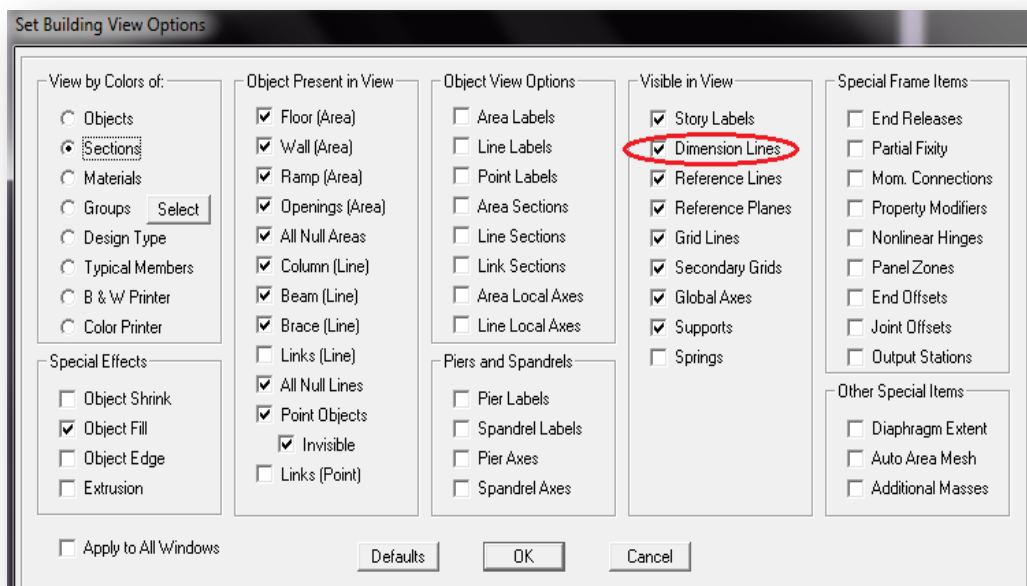 Set Building View Options
View by Colors of:
Objects
Sections
Materials
Groups
Select
Design Type
Typical Members
B & W Printer
Color Printer
Special Effects
Object Shrink
Object Fill
Object Edge
Extrusion
Object Present in View
Floor (Area)
Wall (Area)
Ramp (Area)
Openings (Area)
All Null Areas
Column (Line)
Beam (Line)
Brace (Line)
Links (Line)
All Null Lines
Point Objects
Invisible
Links (Point)
Object View Options
Area Labels
Line Labels
Point Labels
Area Sections
Line Sections
Link Sections
Area Local Axes
Line Local Axes
Piers and Spandrels
Pier Labels
Spandrel Labels
Pier Axes
Spandrel Axes
Visible in View
Story Labels
Dimension Lines
Reference Lines
Reference Planes
Grid Lines
Secondary Grids
Global Axes
Supports
Springs
Special Frame Items
End Releases
Partial Fixity
Mom. Connections
Property Modifiers
Nonlinear Hinges
Panel Zones
End Offsets
Joint Offsets
Output Stations
Other Special Items
Diaphragm Extent
Auto Area Mesh
Additional Masses
Apply to All Windows
Defaults
OK
Cancel